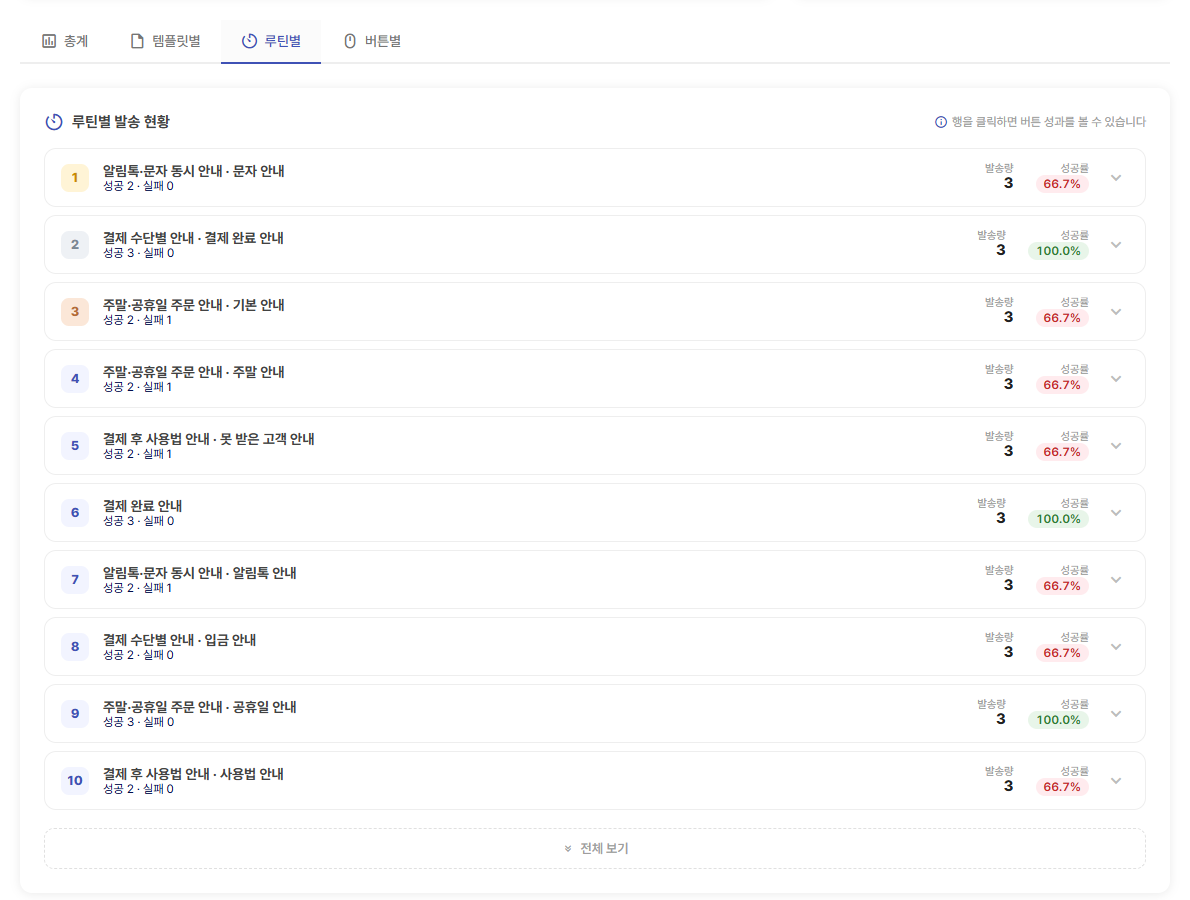 총계
템플릿별
루틴별
버튼별
루틴별 발송 현황
행을 클릭하면 버튼 성과를 볼 수 있습니다
1
알림톡·문자 동시 안내 · 문자 안내
성공 2 · 실패 0
발송량
3
성공률
66.7%
2
결제 수단별 안내 · 결제 완료 안내
성공 3 · 실패 0
발송량
3
성공률
100.0%
3
주말·공휴일 주문 안내 · 기본 안내
성공 2 · 실패 1
발송량
3
성공률
66.7%
4
주말·공휴일 주문 안내 · 주말 안내
성공 2 · 실패 1
발송량
3
성공률
66.7%
5
결제 후 사용법 안내 · 못 받은 고객 안내
성공 2 · 실패 1
발송량
3
성공률
66.7%
6
결제 완료 안내
성공 3 · 실패 0
발송량
3
성공률
100.0%
7
알림톡·문자 동시 안내 · 알림톡 안내
성공 2 · 실패 1
발송량
3
성공률
66.7%
8
결제 수단별 안내 · 입금 안내
성공 2 · 실패 0
발송량
3
성공률
66.7%
9
주말·공휴일 주문 안내 · 공휴일 안내
성공 3 · 실패 0
발송량
3
성공률
100.0%
10
결제 후 사용법 안내 · 사용법 안내
성공 2 · 실패 0
발송량
3
성공률
66.7%
전체 보기